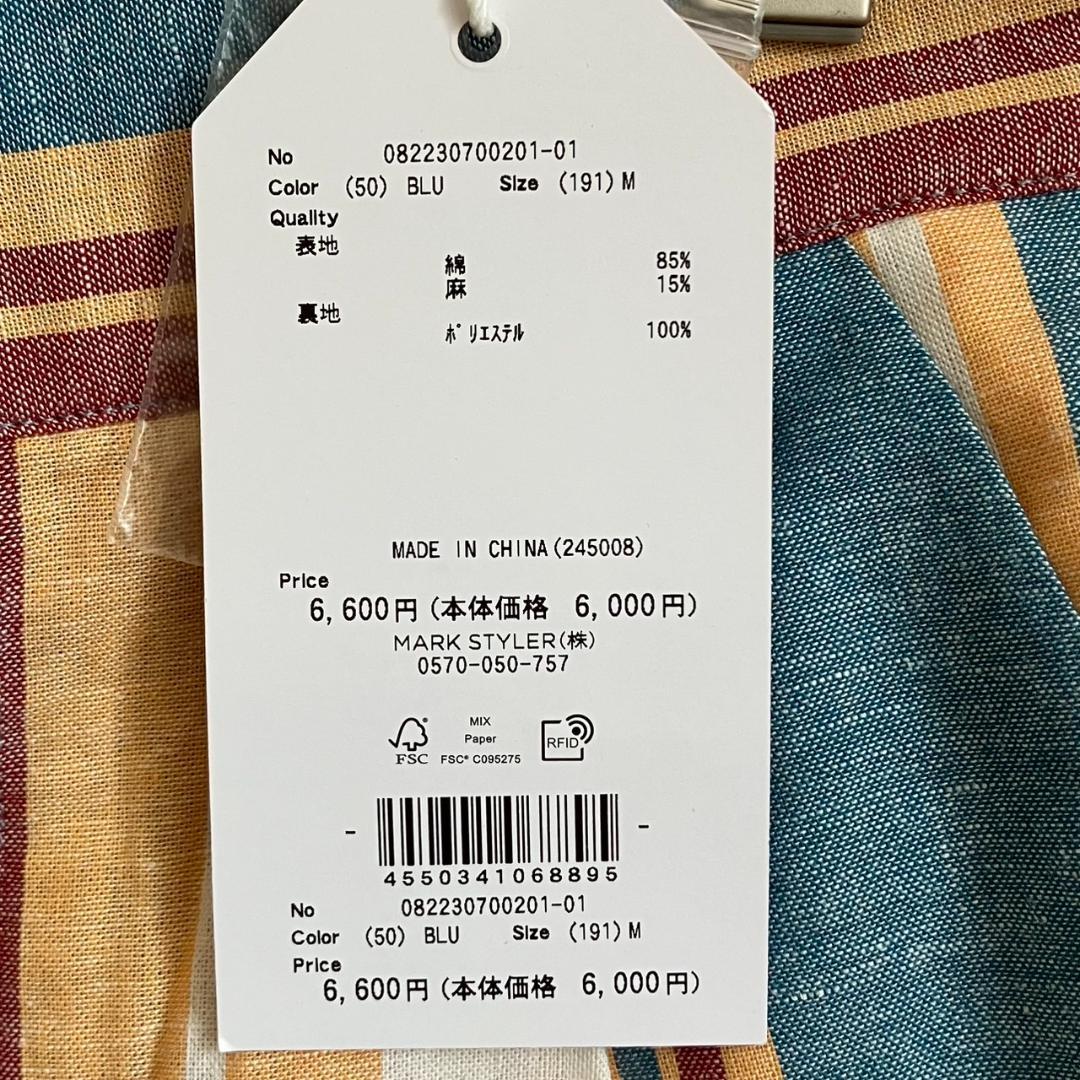 No 082230700201-01
Color (50) BLU Size (191) M
Quality
表地
綿 85%
麻 15%
裏地
ﾎﾟﾘｴｽﾃﾙ 100%
MADE IN CHINA(245008)
Price
6,600円(本体価格 6,000円)
MARK STYLER(株)
0570-050-757
MIX
Paper
FSC® FSC® C095275
RFID
- -
4550341068895
No 082230700201-01
Color (50) BLU Size (191) M
Price
6,600円(本体価格 6,000円)